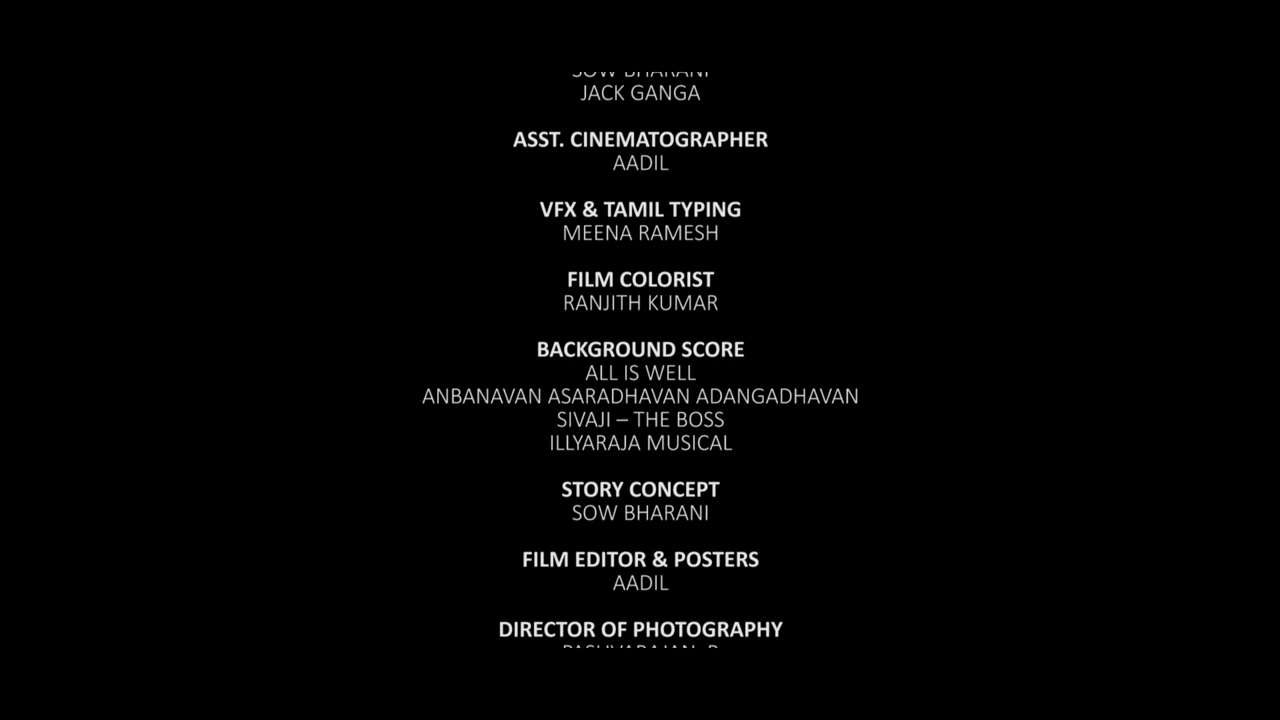 SOW BHARANI
JACK GANGA
ASST. CINEMATOGRAPHER
AADIL
VFX & TAMIL TYPING
MEENA RAMESH
FILM COLORIST
RANJITH KUMAR
BACKGROUND SCORE
ALL IS WELL
ANBANAVAN ASARADHAVAN ADANGADHAVAN
SIVAJI – THE BOSS
ILLYARAJA MUSICAL
STORY CONCEPT
SOW BHARANI
FILM EDITOR & POSTERS
AADIL
DIRECTOR OF PHOTOGRAPHY